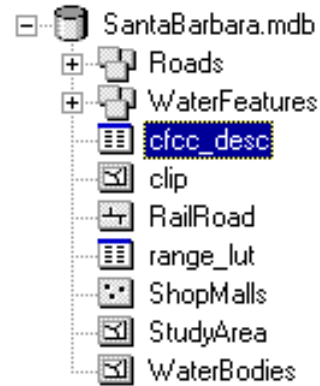 SantaBarbara.mdb
Roads
WaterFeatures
cfcc_desc
clip
RailRoad
range_lut
ShopMalls
StudyArea
WaterBodies